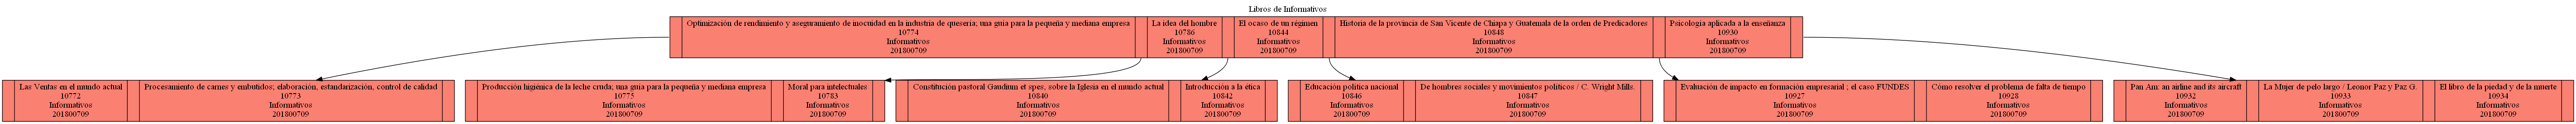 Libros de Informativos
Optimización de rendimiento y aseguramiento de inocuidad en la industria de quesería; una guía para la pequeña y mediana empresa
10774
Informativos
201800709
La idea del hombre
10786
Informativos
201800709
El ocaso de un régimen
10844
Informativos
201800709
Historia de la provincia de San Vicente de Chiapa y Guatemala de la orden de Predicadores
10848
Informativos
201800709
Psicología aplicada a la enseñanza
10930
Informativos
201800709
Las Ventas en el mundo actual
10772
Informativos
201800709
Procesamiento de carnes y embutidos; elaboración, estandarización, control de calidad
10773
Informativos
201800709
Producción higiénica de la leche cruda; una guía para la pequeña y mediana empresa
10775
Informativos
201800709
Moral para intelectuales
10783
Informativos
201800709
Constitución pastoral Gaudium et spes, sobre la Iglesia en el mundo actual
10840
Informativos
201800709
Introducción a la ética
10842
Informativos
201800709
Educación política nacional
10846
Informativos
201800709
De hombres sociales y movimientos políticos / C. Wright Mills.
10847
Informativos
201800709
Evaluación de impacto en formación empresarial ; el caso FUNDES
10927
Informativos
201800709
Cómo resolver el problema de falta de tiempo
10928
Informativos
201800709
Pan Am: an airline and its aircraft
10932
Informativos
201800709
La Mujer de pelo largo / Leonor Paz y Paz G.
10933
Informativos
201800709
El libro de la piedad y de la muerte
10934
Informativos
201800709